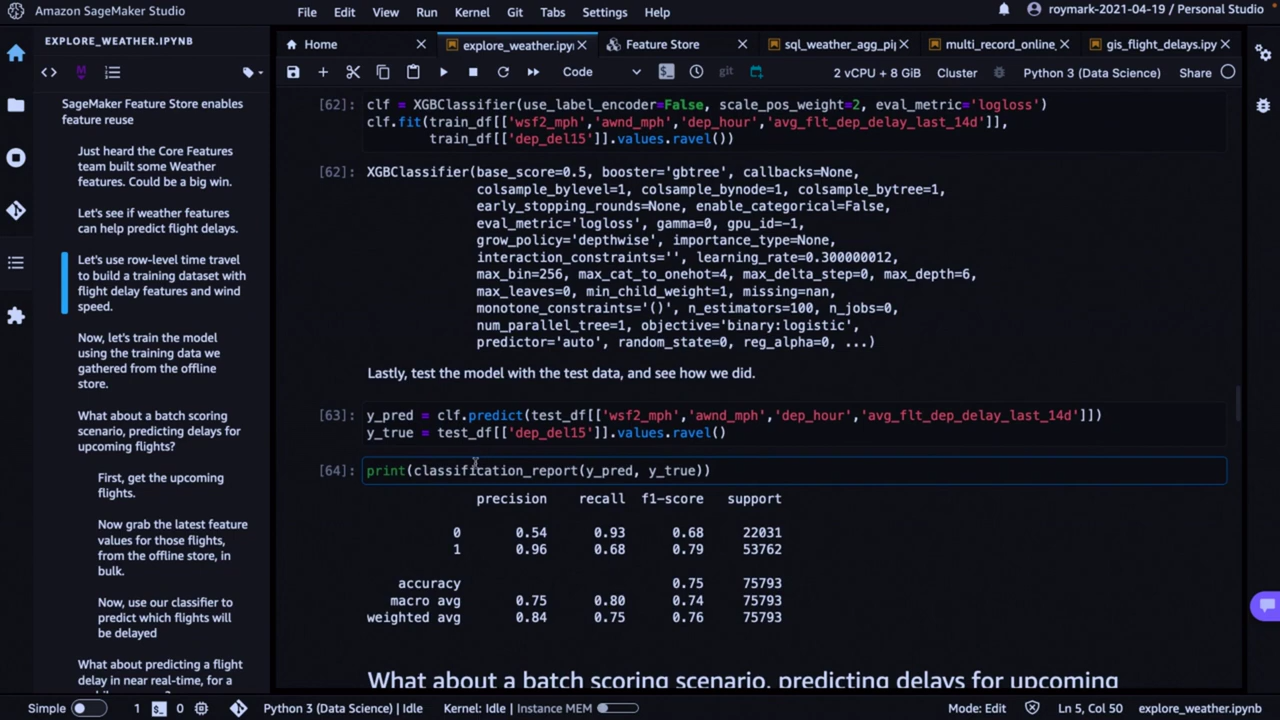 Amazon SageMaker Studio File Edit View Run Kernel Git Tabs Settings Help roymark-2021-04-19 / Personal Studio
EXPLORE_WEATHER.IPYNB
SageMaker Feature Store enables
feature reuse
Just heard the Core Features
team built some Weather
features. Could be a big win.
Let's see if weather features
can help predict flight delays.
Let's use row-level time travel
to build a training dataset with
flight delay features and wind
speed.
Now, let's train the model
using the training data we
gathered from the offline
store.
What about a batch scoring
scenario, predicting delays for
upcoming flights?
First, get the upcoming
flights.
Now grab the latest feature
values for those flights,
from the offline store, in
bulk.
Now, use our classifier to
predict which flights will
be delayed
What about predicting a flight
delay in near real-time, for a
Home explore_weather.ipy Feature Store sql_weather_agg_pi multi_record_online_ gis_flight_delays.ipy
Code git 2 vCPU + 8 GiB Cluster Python 3 (Data Science) Share
[62]: clf = XGBClassifier(use_label_encoder=False, scale_pos_weight=2, eval_metric='logloss')
clf.fit(train_df[['wsf2_mph','awnd_mph','dep_hour','avg_flt_dep_delay_last_14d']],
train_df[['dep_del15']].values.ravel())
[62]: XGBClassifier(base_score=0.5, booster='gbtree', callbacks=None,
colsample_bylevel=1, colsample_bynode=1, colsample_bytree=1,
early_stopping_rounds=None, enable_categorical=False,
eval_metric='logloss', gamma=0, gpu_id=-1,
grow_policy='depthwise', importance_type=None,
interaction_constraints='', learning_rate=0.300000012,
max_bin=256, max_cat_to_onehot=4, max_delta_step=0, max_depth=6,
max_leaves=0, min_child_weight=1, missing=nan,
monotone_constraints='()', n_estimators=100, n_jobs=0,
num_parallel_tree=1, objective='binary:logistic',
predictor='auto', random_state=0, reg_alpha=0, ...)
Lastly, test the model with the test data, and see how we did.
[63]: y_pred = clf.predict(test_df[['wsf2_mph','awnd_mph','dep_hour','avg_flt_dep_delay_last_14d']])
y_true = test_df[['dep_del15']].values.ravel()
[64]: print(classification_report(y_pred, y_true))
precision recall f1-score support
0 0.54 0.93 0.68 22031
1 0.96 0.68 0.79 53762
accuracy 0.75 75793
macro avg 0.75 0.80 0.74 75793
weighted avg 0.84 0.75 0.76 75793
What about a batch scoring scenario, predicting delays for upcoming
Simple 1 0 Python 3 (Data Science) | Idle Kernel: Idle | Instance MEM Mode: Edit Ln 5, Col 50 explore_weather.ipynb